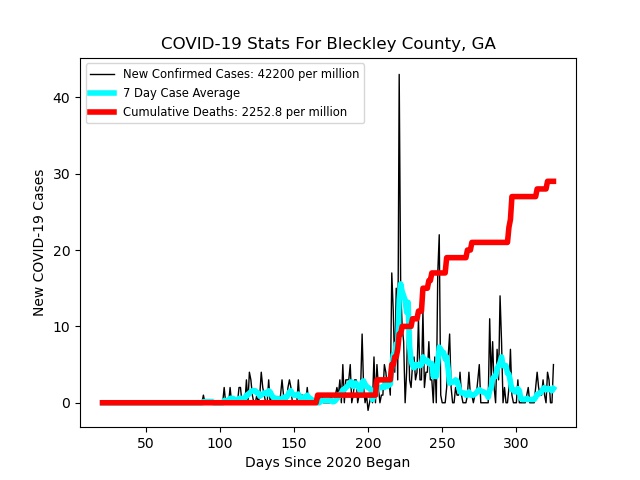 COVID-19 Stats For Bleckley County, GA
New Confirmed Cases: 42200 per million
7 Day Case Average
Cumulative Deaths: 2252.8 per million
New COVID-19 Cases
40
30
20
10
0
50 100 150 200 250 300
Days Since 2020 Began